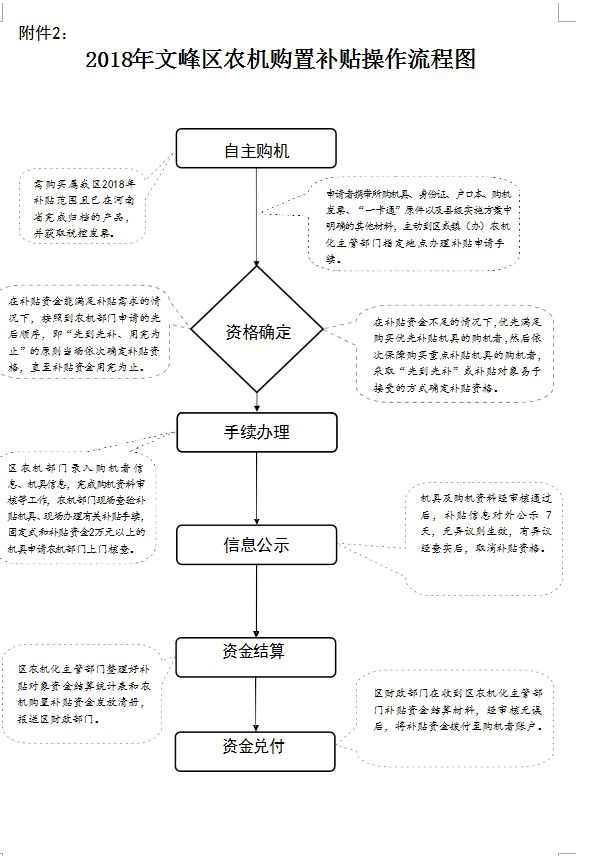 附件2：
2018年文峰区农机购置补贴操作流程图
自主购机
需购买属我区2018年
补贴范围且已在河南
省完成归档的产品，
并获取税控发票。
申请者携带所购机具、身份证、户口本、购机
发票、“一卡通”原件以及县级实施方案中
明确的其他材料，主动到区或镇（办）农机
化主管部门指定地点办理补贴申请手
续。
资格确定
在补贴资金能满足补贴需求的情
况下，按照到农机部门申请的先
后顺序，即“先到先补、用完为
止”的原则当场依次确定补贴资
格，直至补贴资金用完为止。
在补贴资金不足的情况下,优先满足
购买优先补贴机具的购机者,然后依
次保障购买重点补贴机具的购机者，
采取“先到先补”或补贴对象易于
接受的方式确定补贴资格。
手续办理
区农机部门录入购机者信
息、机具信息，完成购机资料审
核等工作，农机部门现场查验补
贴机具、现场办理有关补贴手续，
固定式和补贴资金2万元以上的
机具申请农机部门上门核查。
信息公示
机具及购机资料经审核通过
后，补贴信息对外公示 7
天，无异议则生效，有异议
经查实后，取消补贴资格。
资金结算
区农机化主管部门整理好补
贴对象资金结算统计表和农
机购置补贴资金发放清册，
报送区财政部门。
资金兑付
区财政部门在收到区农机化主管部
门补贴资金结算材料，经审核无误
后，将补贴资金拨付至购机者账户。